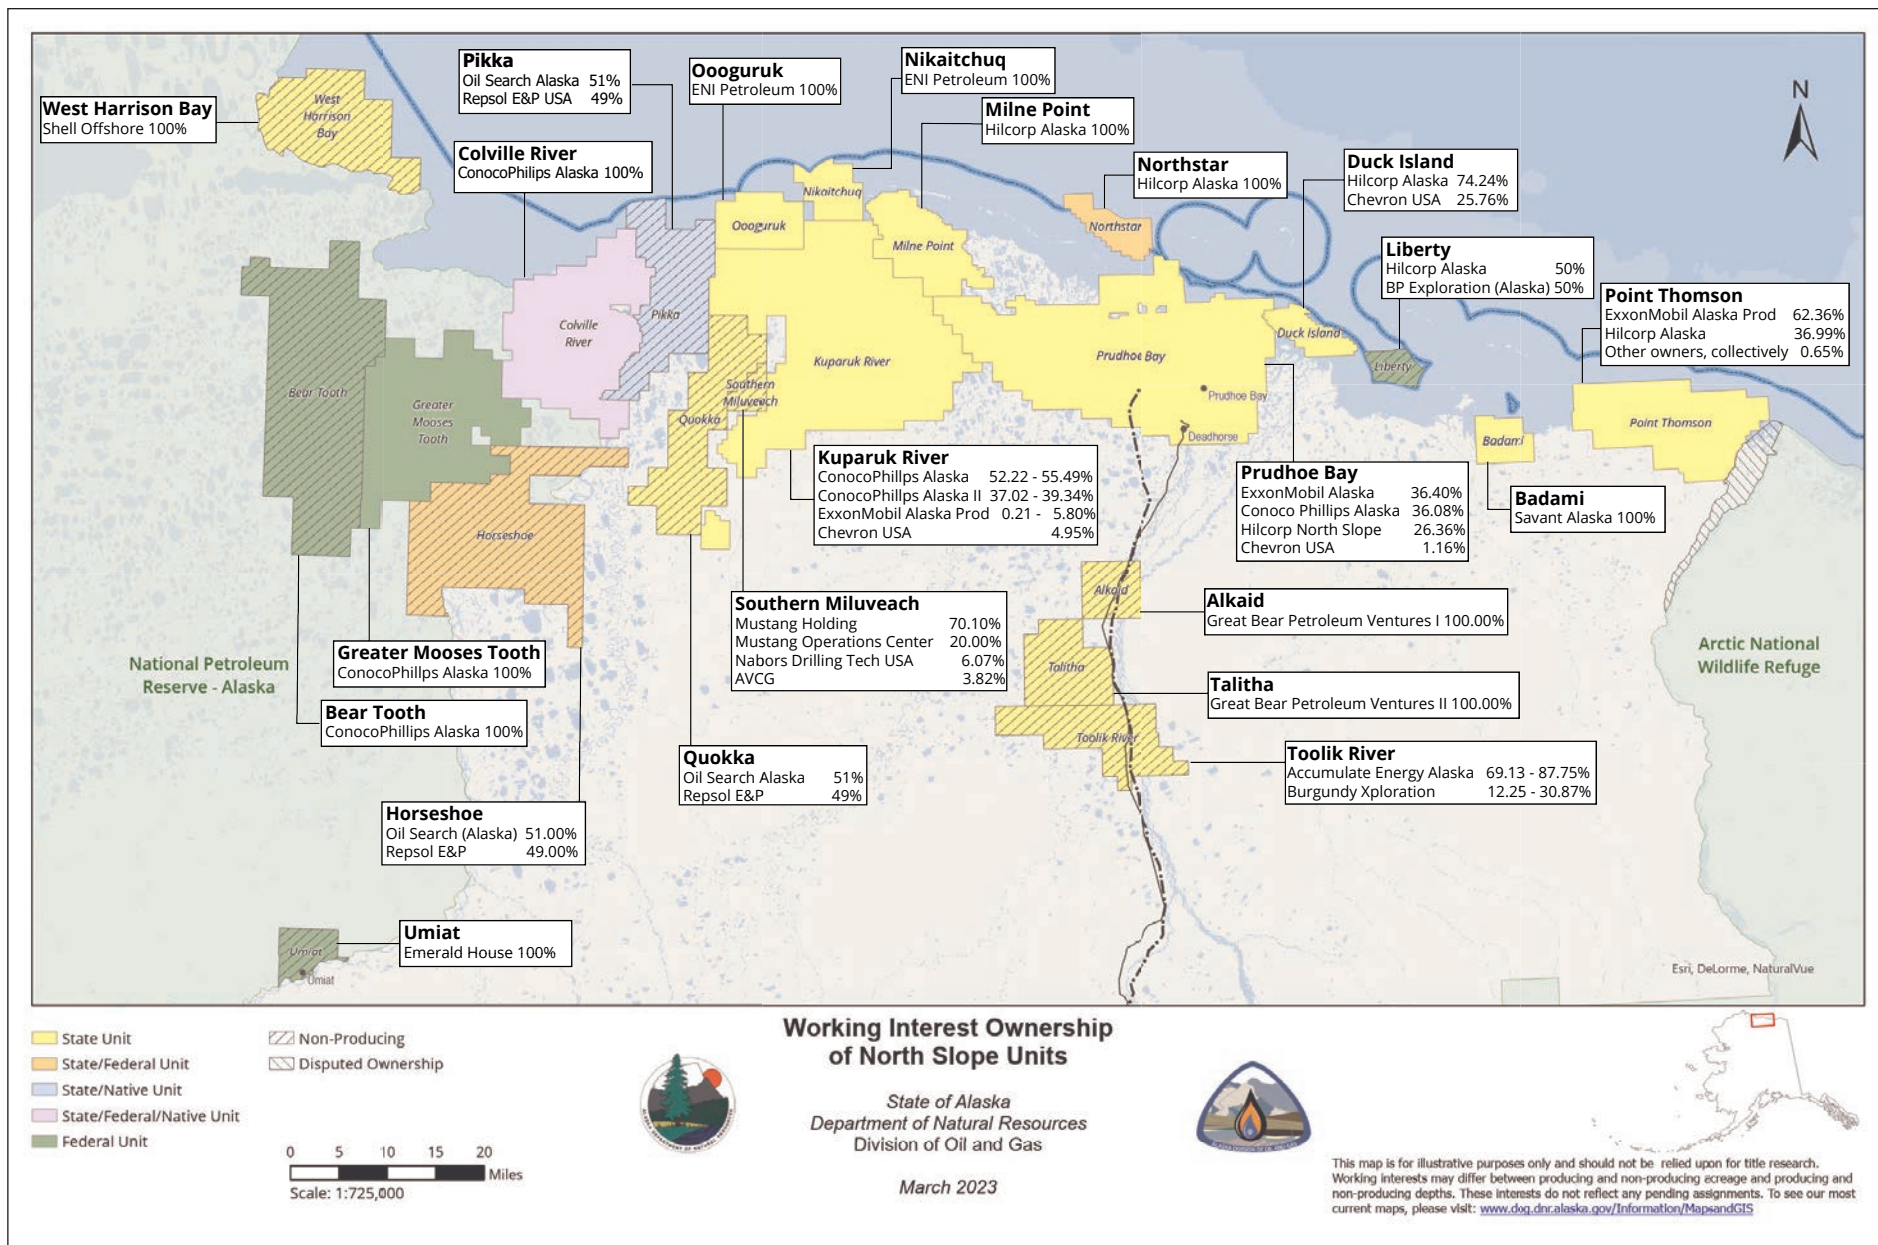 Pikka
Oil Search Alaska 51%
Repsol E&P USA 49%
Oooguruk
ENI Petroleum 100%
Nikaitchuq
ENI Petroleum 100%
West Harrison Bay
Shell Offshore 100%
Milne Point
Hilcorp Alaska 100%
Colville River
ConocoPhilips Alaska 100%
Northstar
Hilcorp Alaska 100%
Duck Island
Hilcorp Alaska 74.24%
Chevron USA 25.76%
Liberty
Hilcorp Alaska 50%
BP Exploration (Alaska) 50%
Point Thomson
ExxonMobil Alaska Prod 62.36%
Hilcorp Alaska 36.99%
Other owners, collectively 0.65%
N
West
Harrison
Bay
Nikaitchuq
Oooguruk
Milne Point
Northstar
Pikka
Colville
River
Duck Island
Kuparuk River
Prudhoe Bay
Liberty
Bear Tooth
Southern
Miluveach
Prudhoe Bay
Greater
Mooses
Tooth
Quokka
Deadhorse
Badami
Point Thomson
Kuparuk River
ConocoPhillps Alaska 52.22 - 55.49%
ConocoPhillps Alaska II 37.02 - 39.34%
ExxonMobil Alaska Prod 0.21 - 5.80%
Chevron USA 4.95%
Prudhoe Bay
ExxonMobil Alaska 36.40%
Conoco Phillips Alaska 36.08%
Hilcorp North Slope 26.36%
Chevron USA 1.16%
Badami
Savant Alaska 100%
Horseshoe
Alkaid
Southern Miluveach
Mustang Holding 70.10%
Mustang Operations Center 20.00%
Nabors Drilling Tech USA 6.07%
AVCG 3.82%
Alkaid
Great Bear Petroleum Ventures I 100.00%
National Petroleum
Reserve - Alaska
Greater Mooses Tooth
ConocoPhillps Alaska 100%
Talitha
Arctic National
Wildlife Refuge
Talitha
Great Bear Petroleum Ventures II 100.00%
Bear Tooth
ConocoPhillips Alaska 100%
Toolik River
Quokka
Oil Search Alaska 51%
Repsol E&P 49%
Toolik River
Accumulate Energy Alaska 69.13 - 87.75%
Burgundy Xploration 12.25 - 30.87%
Horseshoe
Oil Search (Alaska) 51.00%
Repsol E&P 49.00%
Umiat
Emerald House 100%
Umiat
Umiat
Esri, DeLorme, NaturalVue
State Unit
State/Federal Unit
State/Native Unit
State/Federal/Native Unit
Federal Unit
Non-Producing
Disputed Ownership
0 5 10 15 20
Miles
Scale: 1:725,000
Working Interest Ownership
of North Slope Units
State of Alaska
Department of Natural Resources
Division of Oil and Gas
March 2023
This map is for illustrative purposes only and should not be relied upon for title research.
Working interests may differ between producing and non-producing acreage and producing and
non-producing depths. These interests do not reflect any pending assignments. To see our most
current maps, please visit: www.dog.dnr.alaska.gov/Information/MapsandGIS